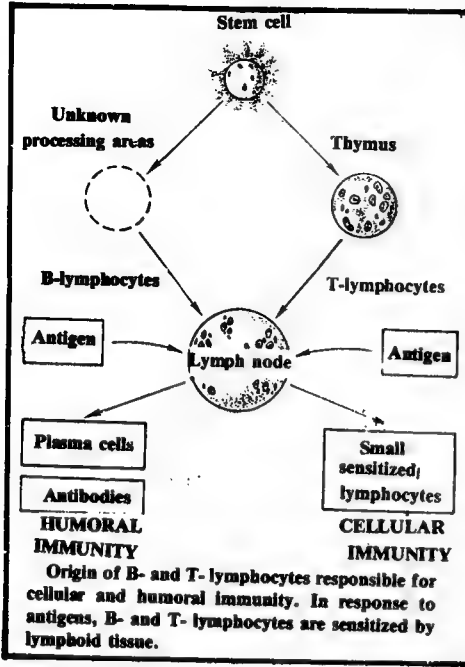 Stem cell
Unknown
processing areas
Thymus
B-lymphocytes
T-lymphocytes
Antigen
Lymph node
Antigen
Plasma cells
Small
sensitized
lymphocytes
Antibodies
HUMORAL
IMMUNITY
CELLULAR
IMMUNITY
Origin of B- and T- lymphocytes responsible for
cellular and humoral immunity. In response to
antigens, B- and T- lymphocytes are sensitized by
lymphoid tissue.